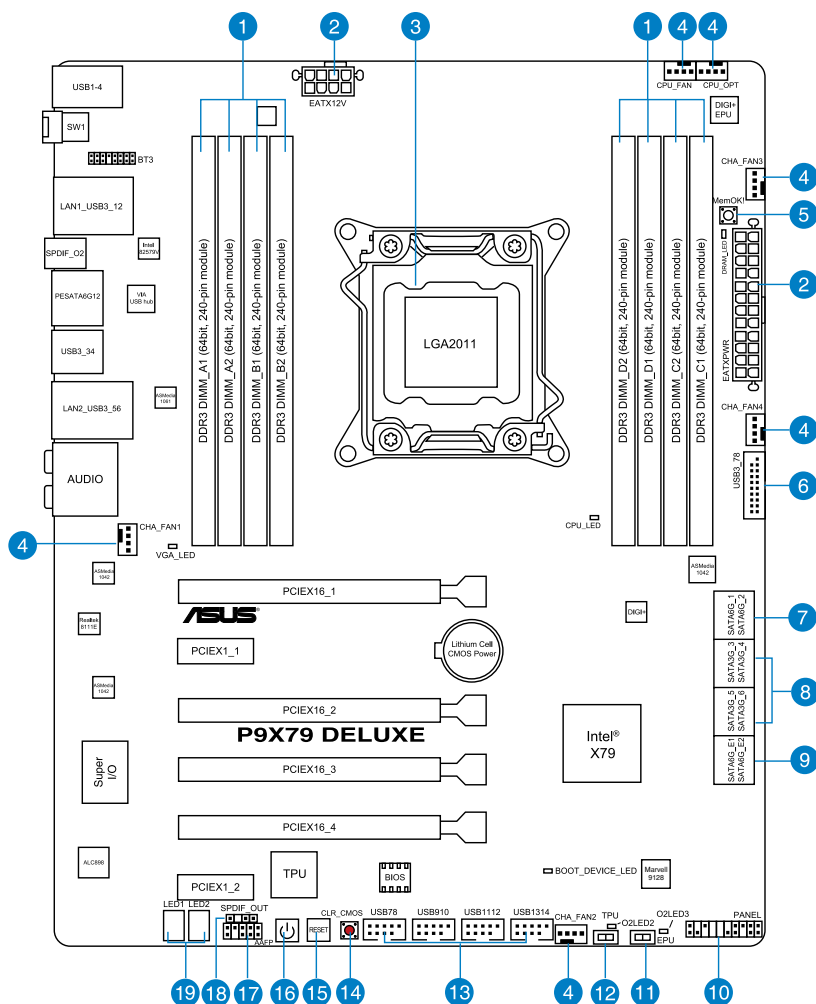 1
2
3
1
4
4
USB1-4
EATX12V
CPU_FAN
CPU_OPT
DIGI+
EPU
SW1
BT3
CHA_FAN3
4
LAN1_USB3_12
MemOK!
5
SPDIF_O2
Intel
82579V
DRAM_LED
PESATA6G12
VIA
USB hub
2
USB3_34
LGA2011
EATXPWR
LAN2_USB3_56
ASMedia
1061
CHA_FAN4
4
AUDIO
USB3_78
6
DDR3 DIMM_A1 (64bit, 240-pin module)
DDR3 DIMM_A2 (64bit, 240-pin module)
DDR3 DIMM_B1 (64bit, 240-pin module)
DDR3 DIMM_B2 (64bit, 240-pin module)
DDR3 DIMM_D2 (64bit, 240-pin module)
DDR3 DIMM_D1 (64bit, 240-pin module)
DDR3 DIMM_C2 (64bit, 240-pin module)
DDR3 DIMM_C1 (64bit, 240-pin module)
4
CHA_FAN1
VGA_LED
CPU_LED
ASMedia
1042
ASMedia
1042
PCIEX16_1
ASUS®
Realtek
8111E
DIGI+
SATA6G_1
SATA6G_2
7
PCIEX1_1
Lithium Cell
CMOS Power
SATA3G_3
SATA3G_4
8
ASMedia
1042
PCIEX16_2
SATA3G_5
SATA3G_6
P9X79 DELUXE
Intel®
X79
SATA6G_E1
SATA6G_E2
9
Super
I/O
PCIEX16_3
PCIEX16_4
ALC898
TPU
BIOS
BOOT_DEVICE_LED
Marvell
9128
PCIEX1_2
LED1
LED2
SPDIF_OUT
AAFP
RESET
CLR_CMOS
USB78
USB910
USB1112
USB1314
CHA_FAN2
TPU
O2LED2
O2LED3
EPU
PANEL
19
18
17
16
15
14
13
4
12
11
10